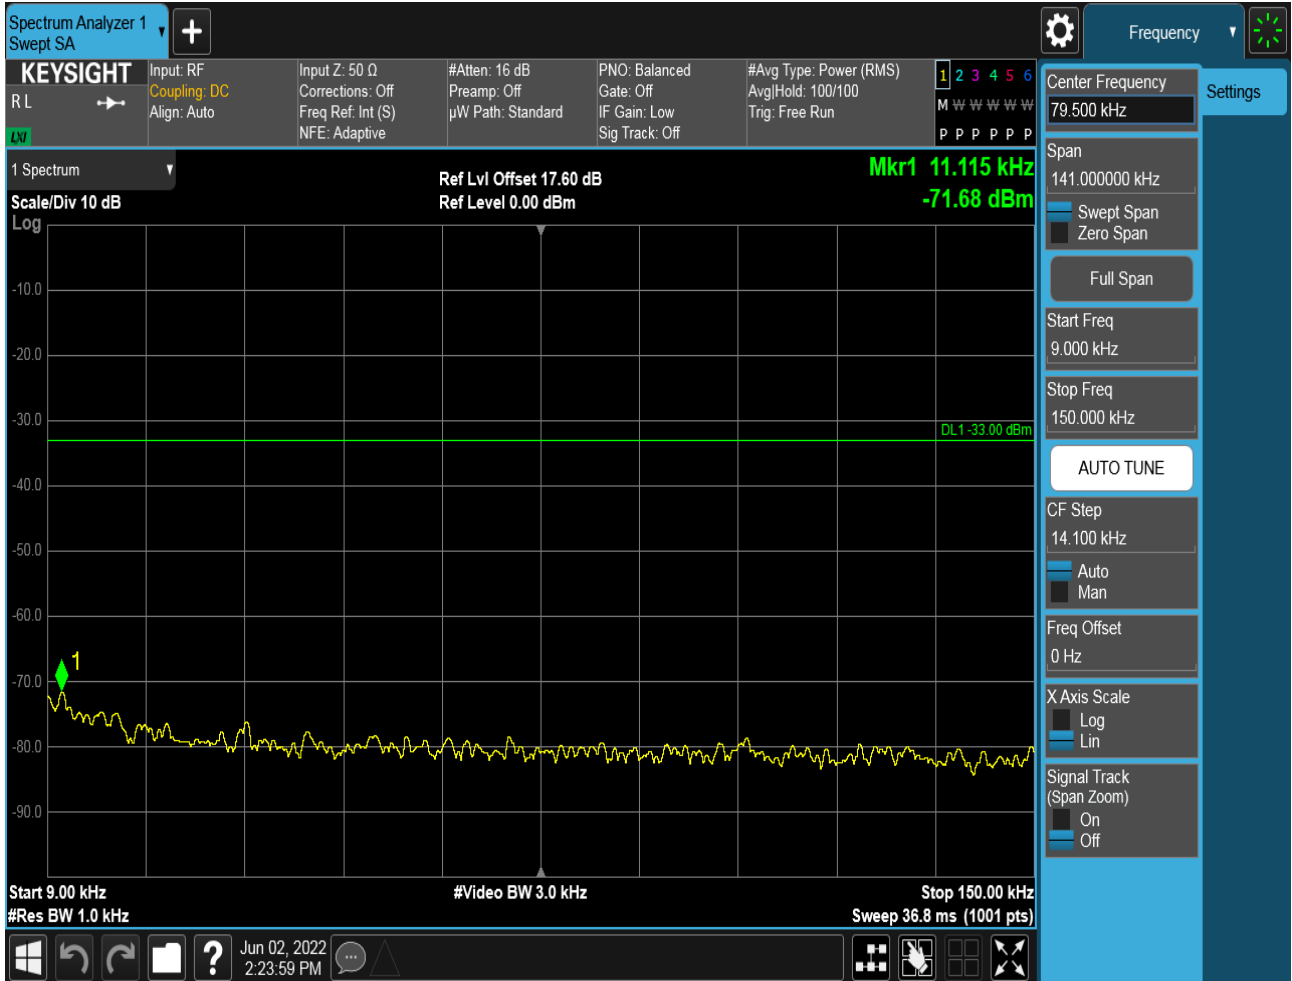 Spectrum Analyzer 1
Swept SA
Frequency
KEYSIGHT
R L
LXI
Input: RF
Coupling: DC
Align: Auto
Input Z: 50 Ω
Corrections: Off
Freq Ref: Int (S)
NFE: Adaptive
#Atten: 16 dB
Preamp: Off
µW Path: Standard
PNO: Balanced
Gate: Off
IF Gain: Low
Sig Track: Off
#Avg Type: Power (RMS)
Avg|Hold: 100/100
Trig: Free Run
1 2 3 4 5 6
M W W W W W
P P P P P P
1 Spectrum
Scale/Div 10 dB
Log
Ref Lvl Offset 17.60 dB
Ref Level 0.00 dBm
Mkr1 11.115 kHz
-71.68 dBm
-10.0
-20.0
-30.0
DL1 -33.00 dBm
-40.0
-50.0
-60.0
1
-70.0
-80.0
-90.0
Start 9.00 kHz
#Video BW 3.0 kHz
Stop 150.00 kHz
#Res BW 1.0 kHz
Sweep 36.8 ms (1001 pts)
Center Frequency
79.500 kHz
Settings
Span
141.000000 kHz
Swept Span
Zero Span
Full Span
Start Freq
9.000 kHz
Stop Freq
150.000 kHz
AUTO TUNE
CF Step
14.100 kHz
Auto
Man
Freq Offset
0 Hz
X Axis Scale
Log
Lin
Signal Track
(Span Zoom)
On
Off
?
Jun 02, 2022
2:23:59 PM